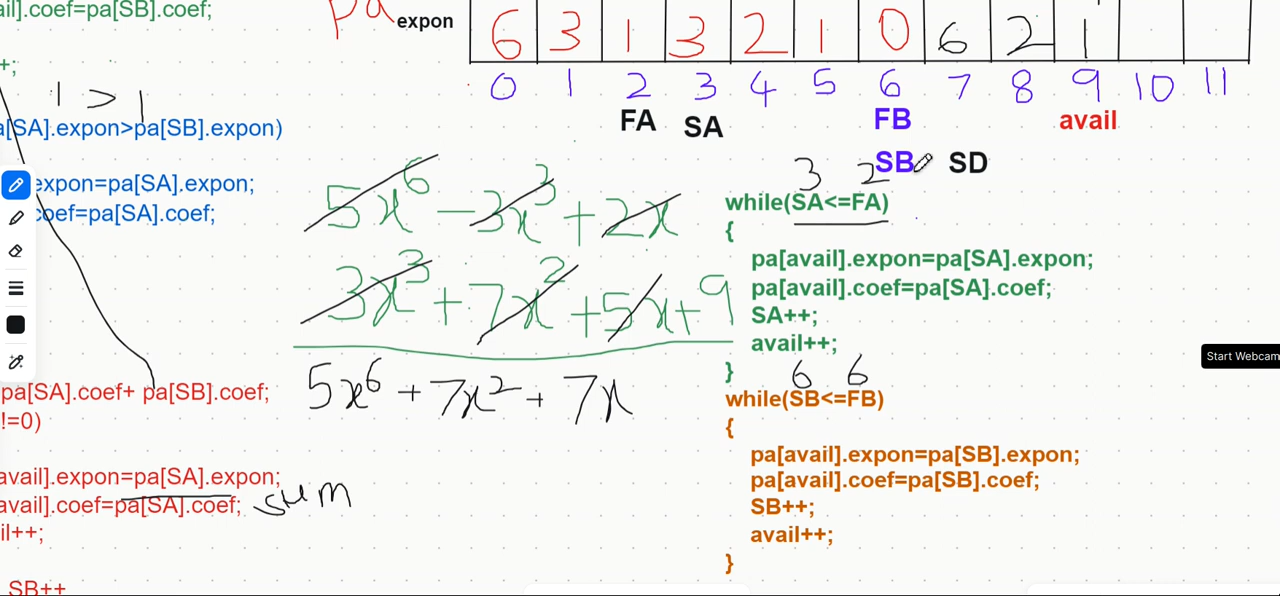 ail].coef=pa[SB].coef;
pa
expon 6 3 1 3 2 1 0 6 2 1
+;
0 1 2 3 4 5 6 7 8 9 10 11
1 > 1
FA SA FB avail
a[SA].expon>pa[SB].expon)
SB SD
3 2
expon=pa[SA].expon;
coef=pa[SA].coef;
5x⁶ - 3x³ + 2x
while(SA<=FA)
{
pa[avail].expon=pa[SA].expon;
pa[avail].coef=pa[SA].coef;
SA++;
avail++;
}
3x³ + 7x² + 5x + 9
5x⁶ + 7x² + 7x
6 6
while(SB<=FB)
{
pa[avail].expon=pa[SB].expon;
pa[avail].coef=pa[SB].coef;
SB++;
avail++;
}
Start Webcam
pa[SA].coef+ pa[SB].coef;
!=0)
avail].expon=pa[SA].expon;
avail].coef=pa[SA].coef; sum
il++;
SB++